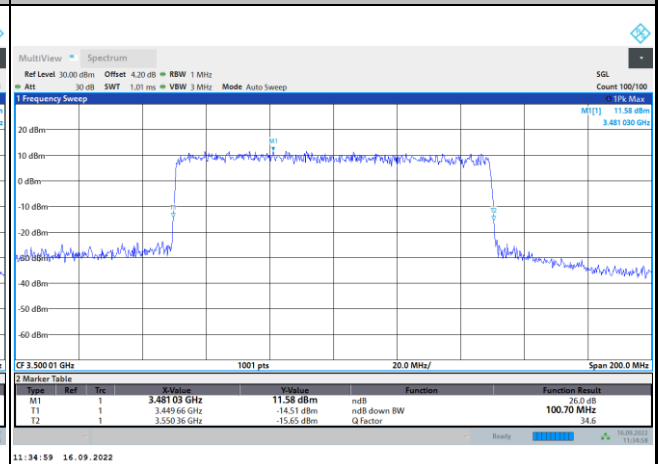 MultiView Spectrum
Ref Level 30.00 dBm Offset 4.20 dB RBW 1 MHz SGL
Att 30 dB SWT 1.01 ms VBW 3 MHz Mode Auto Sweep Count 100/100
1 Frequency Sweep 1Pk Max
M1[1] 11.58 dBm
3.481 030 GHz
20 dBm
M1
10 dBm
0 dBm
-10 dBm
T1 T2
-20 dBm
-30 dBm
-40 dBm
-50 dBm
-60 dBm
CF 3.500 01 GHz 1001 pts 20.0 MHz/ Span 200.0 MHz
2 Marker Table
Type Ref Trc X-Value Y-Value Function Function Result
M1 1 3.481 03 GHz 11.58 dBm ndB 26.0 dB
T1 1 3.449 66 GHz -14.51 dBm ndB down BW 100.70 MHz
T2 1 3.550 36 GHz -15.65 dBm Q Factor 34.6
Ready 16.09.2022
11:34:58
11:34:59 16.09.2022